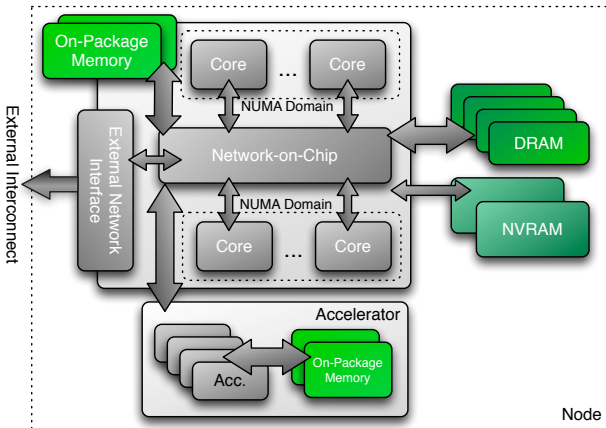 On-Package
Memory
Core
...
Core
NUMA Domain
DRAM
External Interconnect
External Network
Interface
Network-on-Chip
NUMA Domain
Core
...
Core
NVRAM
Accelerator
Acc.
On-Package
Memory
Node